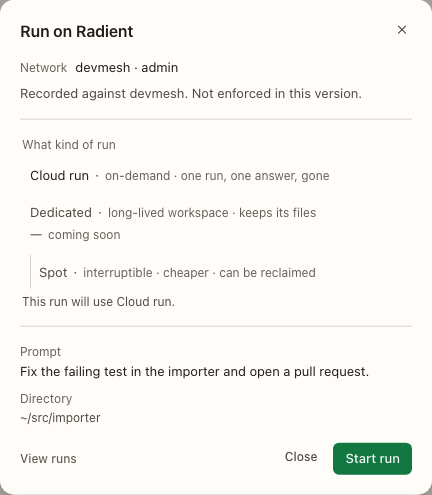 Run on Radient
Network devmesh · admin
Recorded against devmesh. Not enforced in this version.
What kind of run
Cloud run · on-demand · one run, one answer, gone
Dedicated · long-lived workspace · keeps its files
— coming soon
Spot · interruptible · cheaper · can be reclaimed
This run will use Cloud run.
Prompt
Fix the failing test in the importer and open a pull request.
Directory
~/src/importer
View runs Close Start run